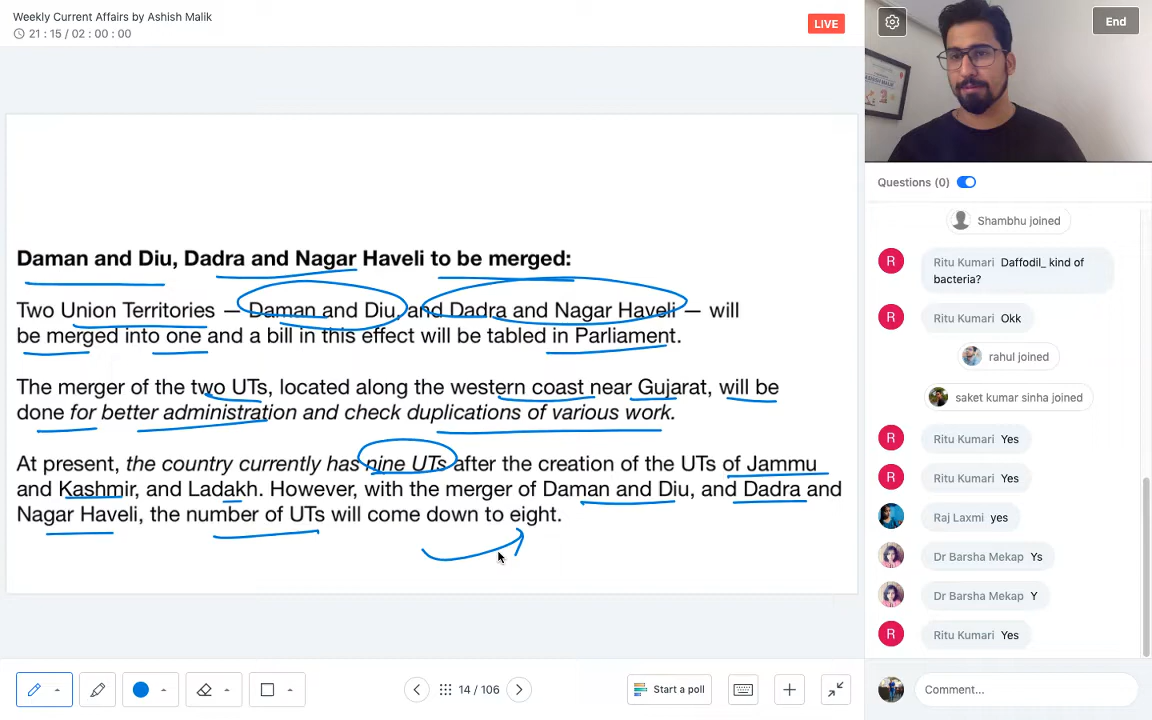 Weekly Current Affairs by Ashish Malik
21 : 15 / 02 : 00 : 00
LIVE
End
Daman and Diu, Dadra and Nagar Haveli to be merged:
Two Union Territories — Daman and Diu, and Dadra and Nagar Haveli — will
be merged into one and a bill in this effect will be tabled in Parliament.
The merger of the two UTs, located along the western coast near Gujarat, will be
done for better administration and check duplications of various work.
At present, the country currently has nine UTs after the creation of the UTs of Jammu
and Kashmir, and Ladakh. However, with the merger of Daman and Diu, and Dadra and
Nagar Haveli, the number of UTs will come down to eight.
Questions (0)
Shambhu joined
R Ritu Kumari Daffodil_ kind of
bacteria?
R Ritu Kumari Okk
rahul joined
saket kumar sinha joined
R Ritu Kumari Yes
R Ritu Kumari Yes
Raj Laxmi yes
Dr Barsha Mekap Ys
Dr Barsha Mekap Y
R Ritu Kumari Yes
14 / 106
Start a poll
Comment...